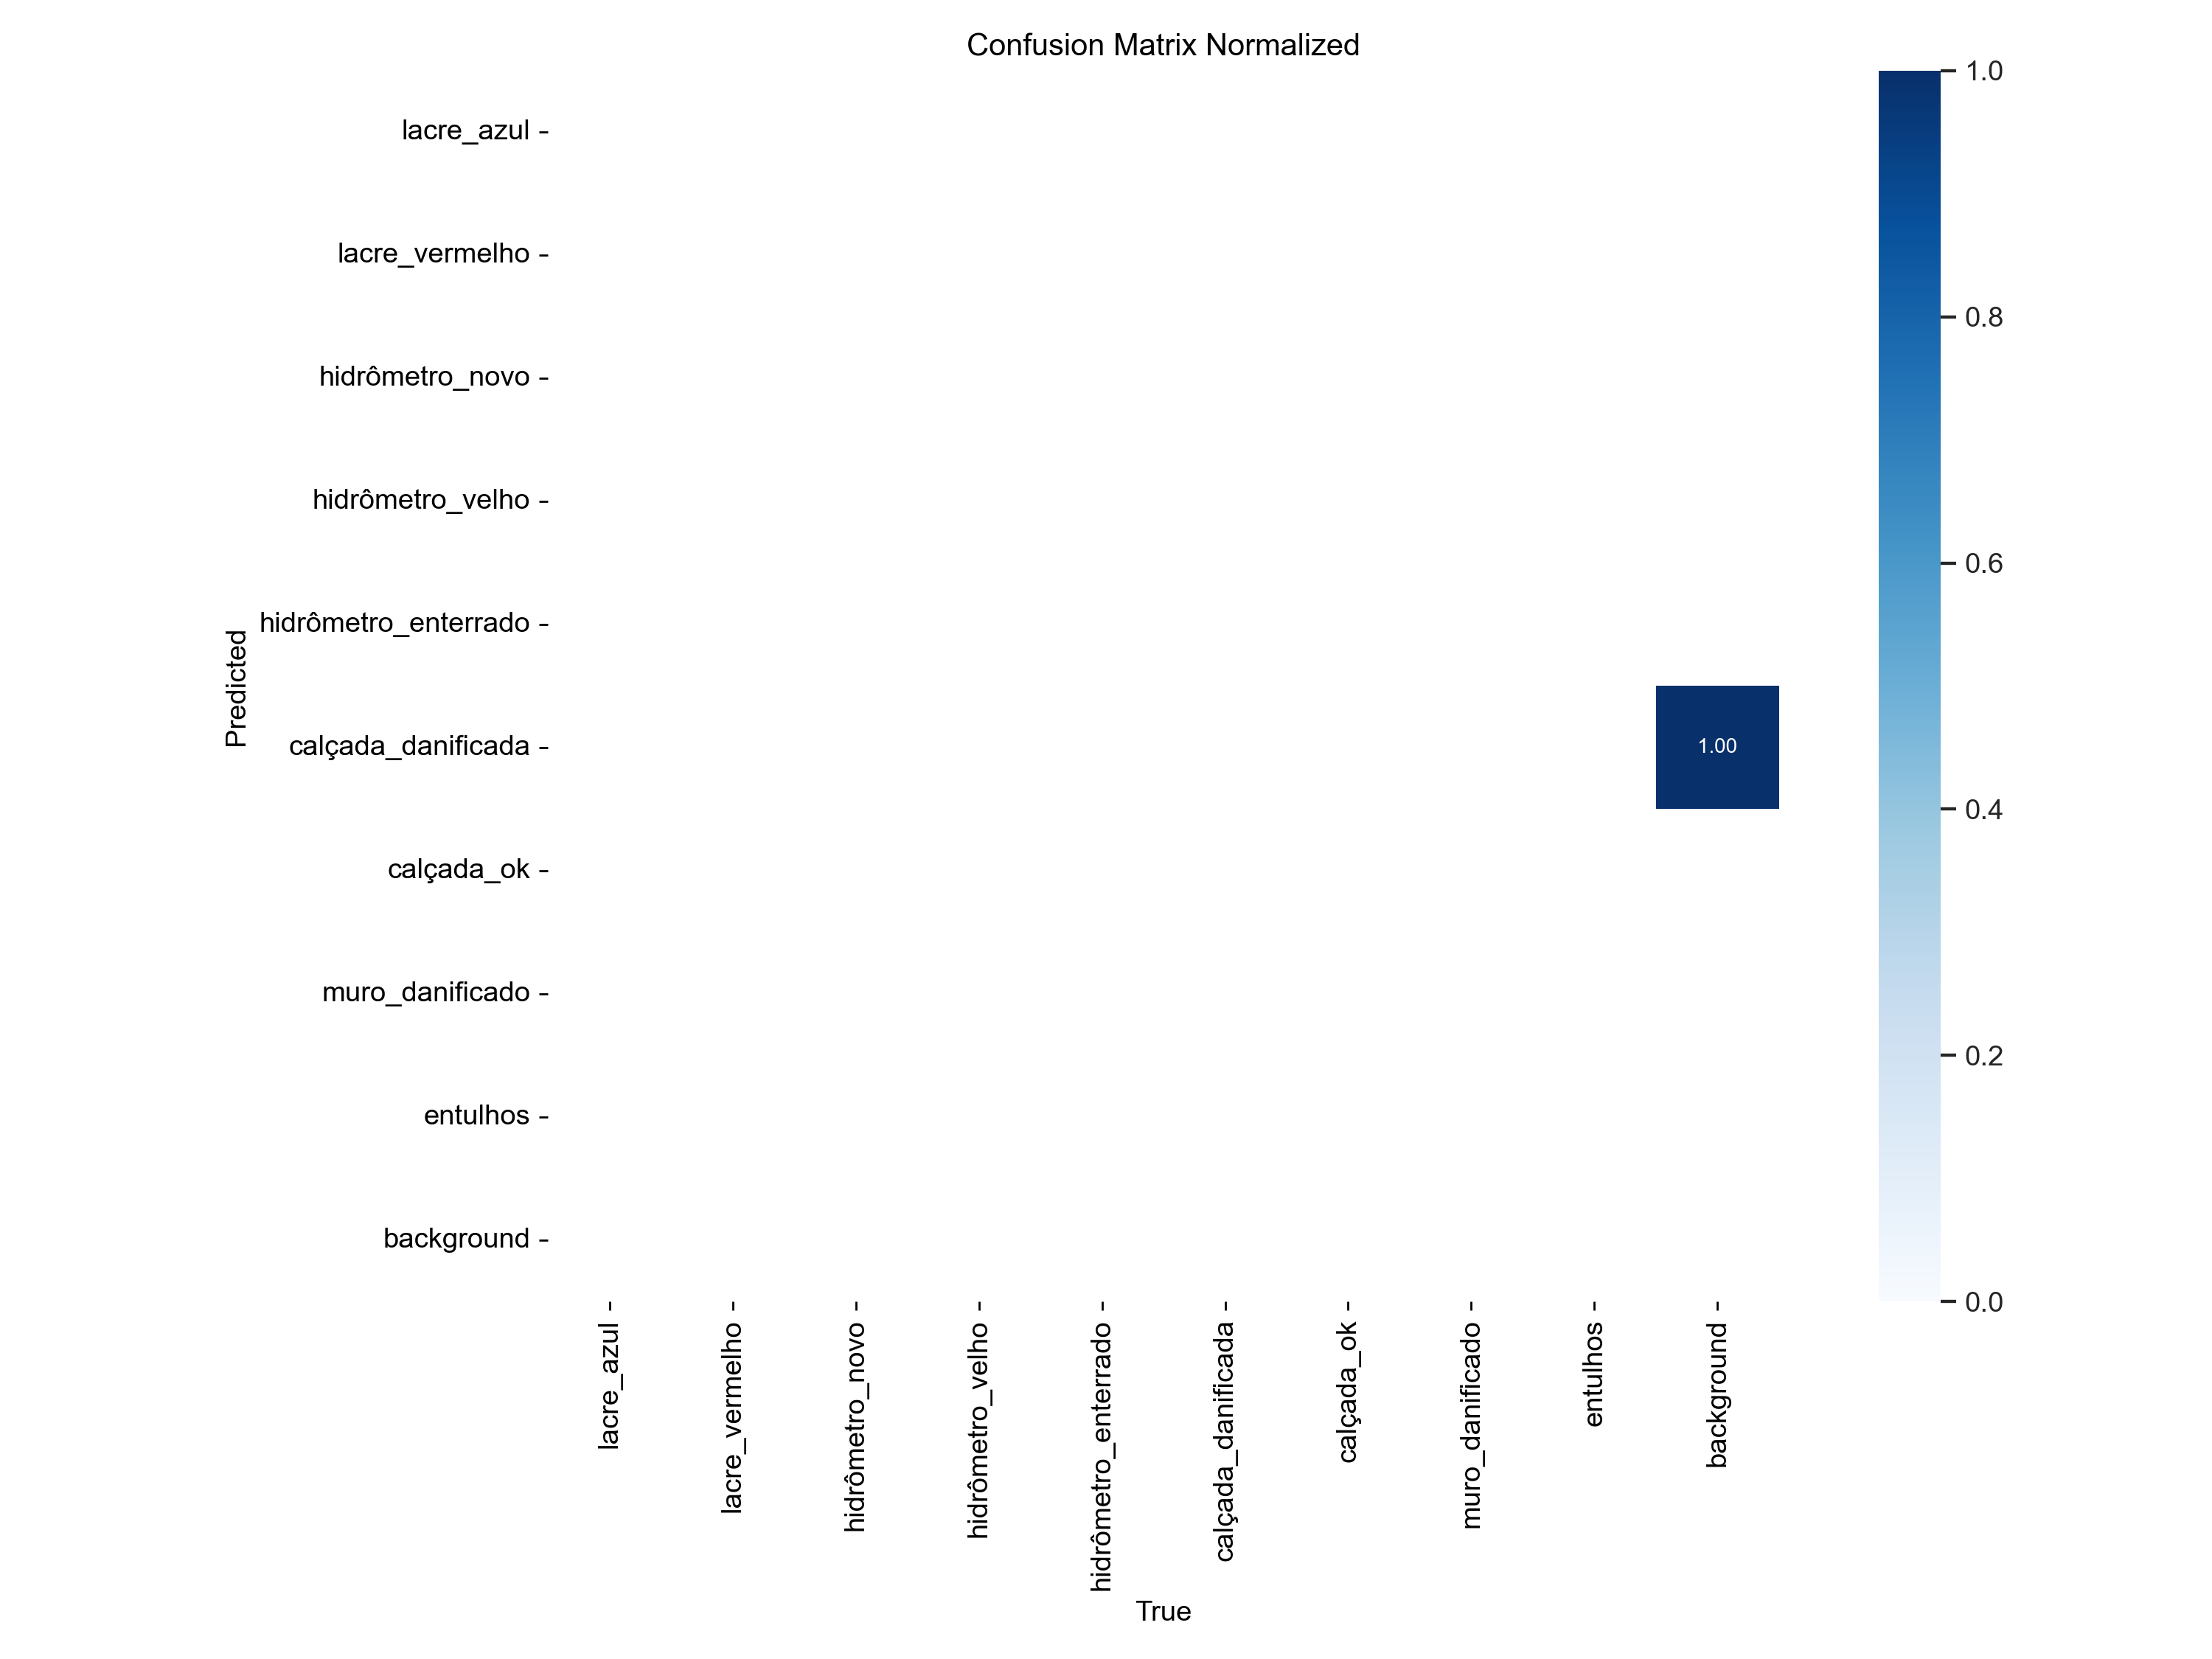 Confusion Matrix Normalized
lacre_azul
lacre_vermelho
hidrômetro_novo
hidrômetro_velho
hidrômetro_enterrado
calçada_danificada
calçada_ok
muro_danificado
entulhos
background
Predicted
1.00
1.0
0.8
0.6
0.4
0.2
0.0
lacre_azul
lacre_vermelho
hidrômetro_novo
hidrômetro_velho
hidrômetro_enterrado
calçada_danificada
calçada_ok
muro_danificado
entulhos
background
True